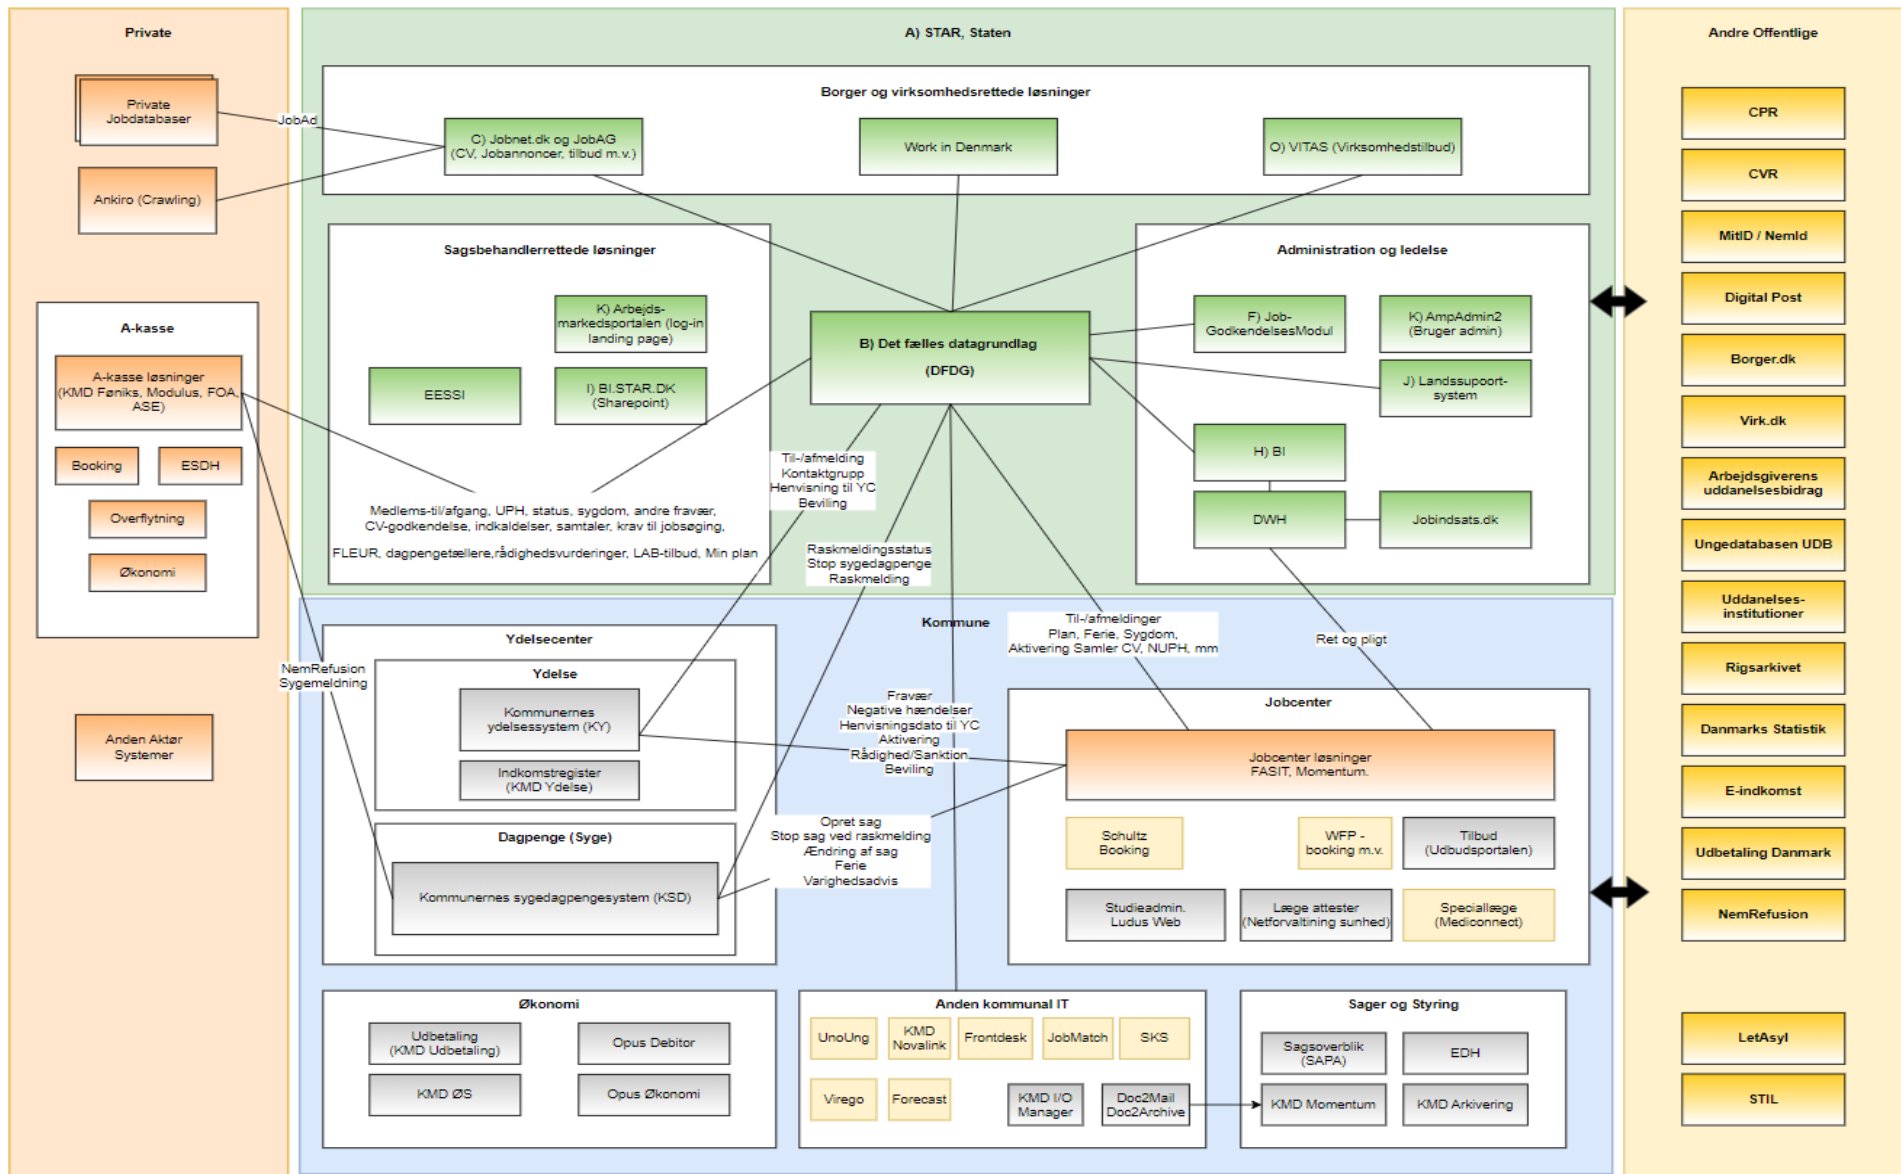 Private
Private
Jobdatabaser
JobAd
Ankiro (Crawling)
A-kasse
A-kasse løsninger
(KMD Føniks, Modulus, FOA,
ASE)
Booking
ESDH
Overflytning
Økonomi
NemRefusion
Sygemeldning
Anden Aktør
Systemer
A) STAR, Staten
Borger og virksomhedsrettede løsninger
C) Jobnet.dk og JobAG
(CV, Jobannoncer, tilbud m.v.)
Work in Denmark
O) VITAS (Virksomhedstilbud)
Sagsbehandlerrettede løsninger
K) Arbejds-
markedsportalen (log-in
landing page)
EESSI
I) BI.STAR.DK
(Sharepoint)
Medlems-til/afgang, UPH, status, sygdom, andre fravær,
CV-godkendelse, indkaldelser, samtaler, krav til jobsøging,
FLEUR, dagpengetællere,rådighedsvurderinger, LAB-tilbud, Min plan
B) Det fælles datagrundlag
(DFDG)
Til-/afmelding
Kontaktgrupp
Henvisning til YC
Beviling
Raskmeldingsstatus
Stop sygedagpenge
Raskmelding
Administration og ledelse
F) Job-
GodkendelsesModul
K) AmpAdmin2
(Bruger admin)
J) Landssupoort-
system
H) BI
DWH
Jobindsats.dk
Kommune
Til-/afmeldinger
Plan, Ferie, Sygdom,
Aktivering Samler CV, NUPH, mm
Ret og pligt
Ydelsecenter
Ydelse
Kommunernes
ydelsessystem (KY)
Indkomstregister
(KMD Ydelse)
Dagpenge (Syge)
Kommunernes sygedagpengesystem (KSD)
Fravær
Negative hændelser
Henvisningsdato til YC
Aktivering
Rådighed/Sanktion
Beviling
Opret sag
Stop sag ved raskmelding
Ændring af sag
Ferie
Varighedsadvis
Jobcenter
Jobcenter løsninger
FASIT, Momentum.
Schultz
Booking
WFP -
booking m.v.
Tilbud
(Udbudsportalen)
Studieadmin.
Ludus Web
Læge attester
(Netforvaltining sunhed)
Speciallæge
(Mediconnect)
Økonomi
Udbetaling
(KMD Udbetaling)
Opus Debitor
KMD ØS
Opus Økonomi
Anden kommunal IT
UnoUng
KMD
Novalink
Frontdesk
JobMatch
SKS
Virego
Forecast
KMD I/O
Manager
Doc2Mail
Doc2Archive
Sager og Styring
Sagsoverblik
(SAPA)
EDH
KMD Momentum
KMD Arkivering
Andre Offentlige
CPR
CVR
MitID / NemId
Digital Post
Borger.dk
Virk.dk
Arbejdsgiverens
uddanelsesbidrag
Ungedatabasen UDB
Uddanelses-
institutioner
Rigsarkivet
Danmarks Statistik
E-indkomst
Udbetaling Danmark
NemRefusion
LetAsyl
STIL